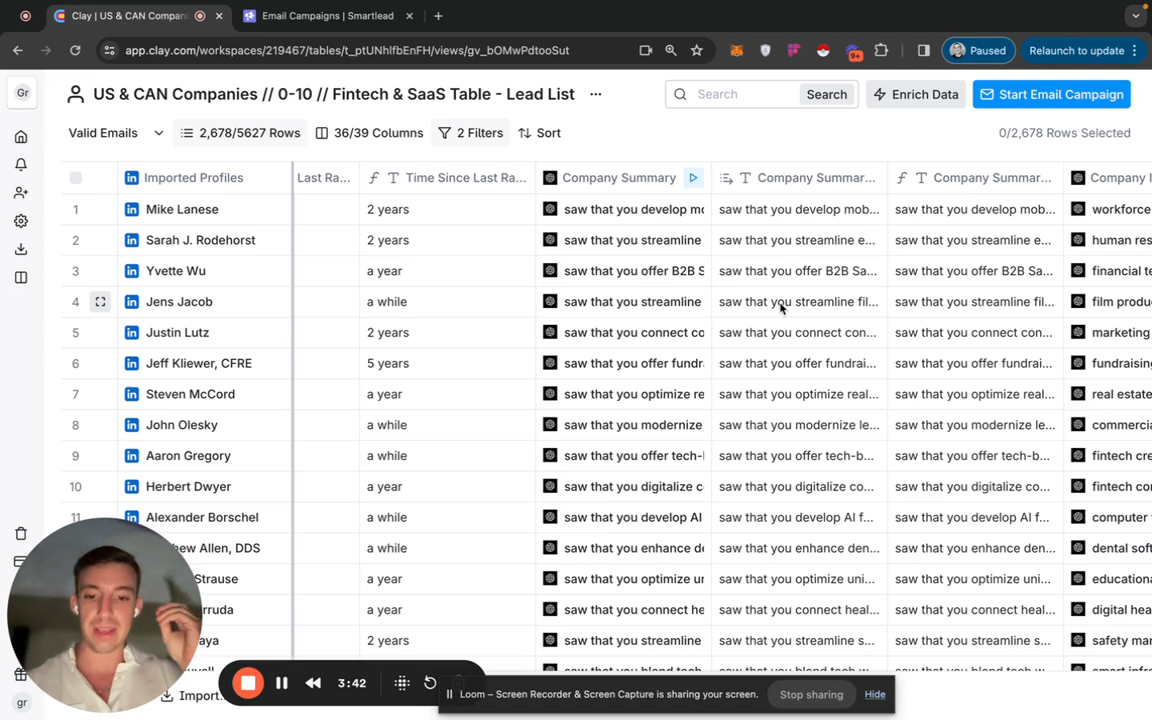 Clay | US & CAN Compani
Email Campaigns | Smartlead
app.clay.com/workspaces/219467/tables/t_ptUNhlfbEnFH/views/gv_bOMwPdtooSut
9+
Paused
Relaunch to update
Gr
US & CAN Companies // 0-10 // Fintech & SaaS Table - Lead List
Search
Search
Enrich Data
Start Email Campaign
Valid Emails
2,678/5627 Rows
36/39 Columns
2 Filters
Sort
0/2,678 Rows Selected
Imported Profiles
Last Ra...
Time Since Last Ra...
Company Summary
Company Summar...
Company Summar...
Company I
1 Mike Lanese 2 years saw that you develop mo saw that you develop mob... saw that you develop mob... workforce
2 Sarah J. Rodehorst 2 years saw that you streamline saw that you streamline e... saw that you streamline e... human res
3 Yvette Wu a year saw that you offer B2B S saw that you offer B2B Sa... saw that you offer B2B Sa... financial te
4 Jens Jacob a while saw that you streamline saw that you streamline fil... saw that you streamline fil... film produ
5 Justin Lutz 2 years saw that you connect co saw that you connect con... saw that you connect con... marketing
6 Jeff Kliewer, CFRE 5 years saw that you offer fundr saw that you offer fundrai... saw that you offer fundrai... fundraising
7 Steven McCord a year saw that you optimize re saw that you optimize real... saw that you optimize real... real estate
8 John Olesky a while saw that you modernize saw that you modernize le... saw that you modernize le... commercia
9 Aaron Gregory a while saw that you offer tech-l saw that you offer tech-b... saw that you offer tech-b... fintech cre
10 Herbert Dwyer a year saw that you digitalize c saw that you digitalize co... saw that you digitalize co... fintech cor
11 Alexander Borschel a while saw that you develop AI saw that you develop AI f... saw that you develop AI f... computer
hew Allen, DDS a while saw that you enhance de saw that you enhance den... saw that you enhance den... dental soft
Strause a year saw that you optimize ur saw that you optimize uni... saw that you optimize uni... educationa
rruda a year saw that you connect he saw that you connect heal... saw that you connect heal... digital hea
aya 2 years saw that you streamline saw that you streamline s... saw that you streamline s... safety mar
gr
Import
3:42
Loom – Screen Recorder & Screen Capture is sharing your screen.
Stop sharing
Hide